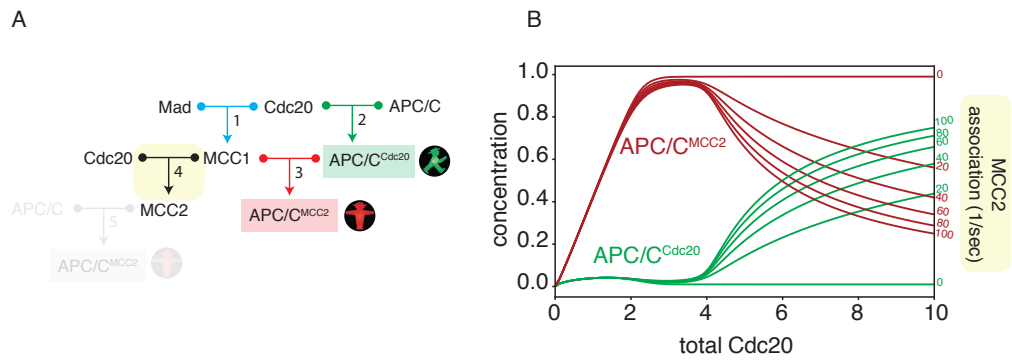 A
Mad
Cdc20
APC/C
1
2
Cdc20
MCC1
APC/C^Cdc20
4
3
APC/C
MCC2
APC/C^MCC2
5
APC/C^MCC2
B
1.0
0.8
0.6
0.4
0.2
0.0
concentration
0
2
4
6
8
10
total Cdc20
APC/C^MCC2
APC/C^Cdc20
0
100
80
60
40
20
20
40
60
80
100
0
MCC2
association (1/sec)